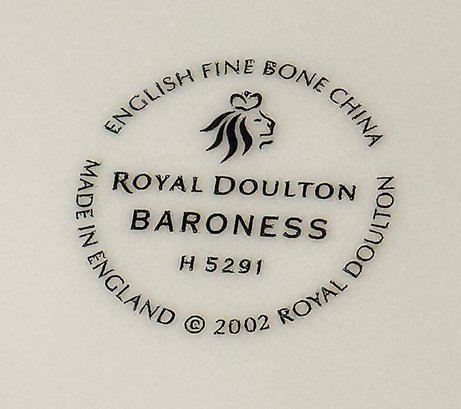 ENGLISH FINE BONE CHINA
ROYAL DOULTON
BARONESS
H 5291
MADE IN ENGLAND © 2002 ROYAL DOULTON